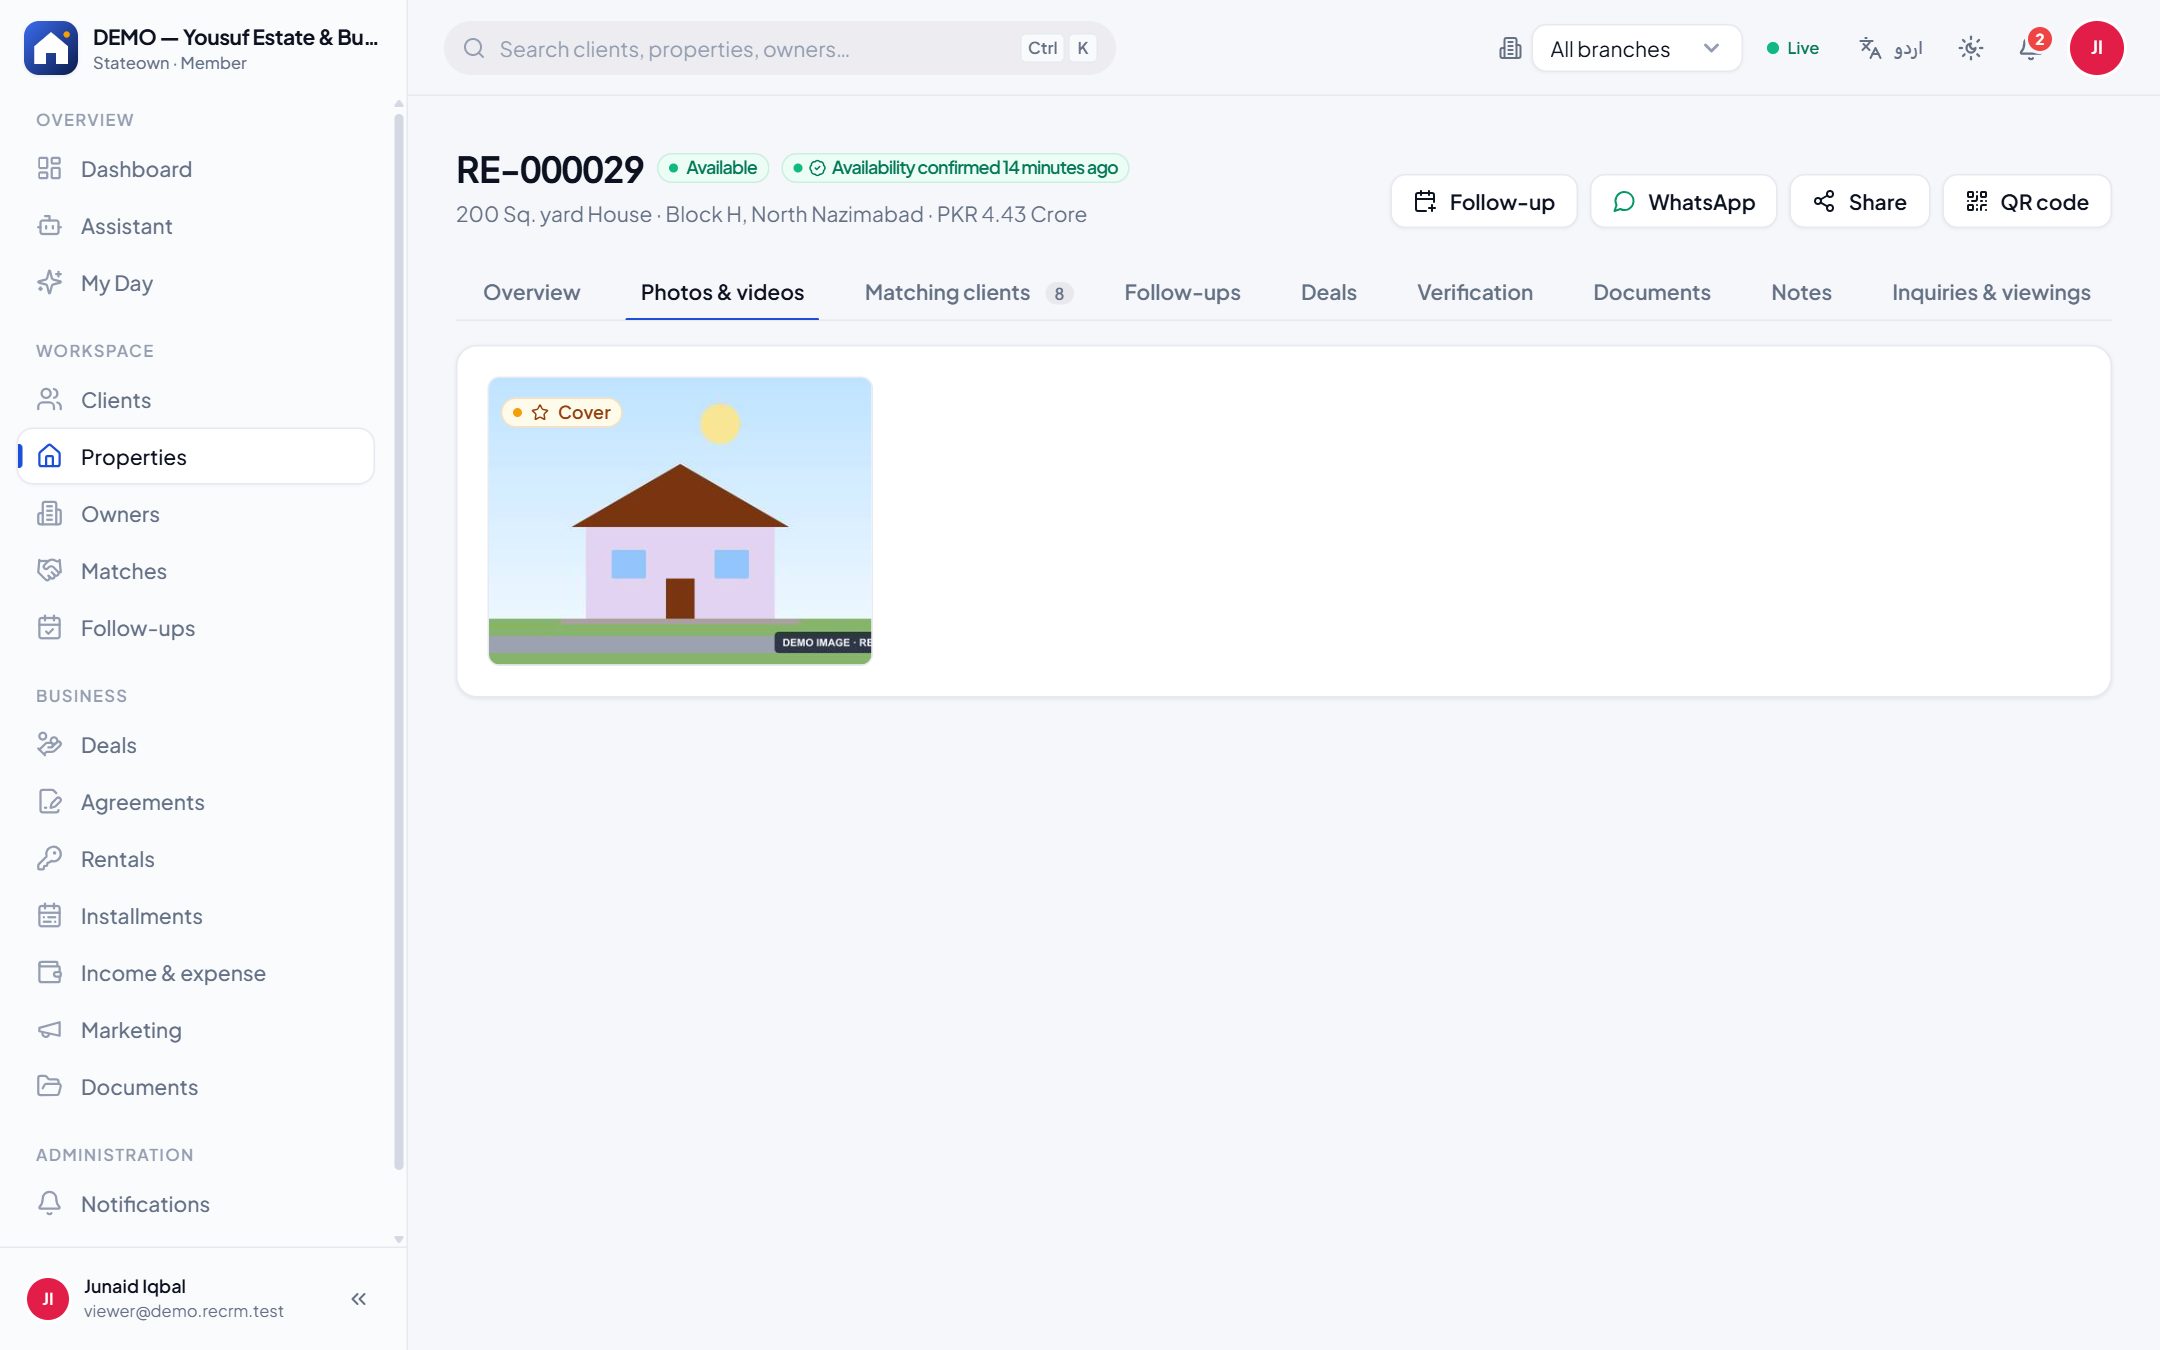 DEMO — Yousuf Estate & Bu...
Stateown · Member
OVERVIEW
Dashboard
Assistant
My Day
WORKSPACE
Clients
Properties
Owners
Matches
Follow-ups
BUSINESS
Deals
Agreements
Rentals
Installments
Income & expense
Marketing
Documents
ADMINISTRATION
Notifications
JI
Junaid Iqbal
viewer@demo.recrm.test
Search clients, properties, owners...
Ctrl K
All branches
Live
اردو
2
JI
RE-000029
Available
Availability confirmed 14 minutes ago
200 Sq. yard House · Block H, North Nazimabad · PKR 4.43 Crore
Follow-up
WhatsApp
Share
QR code
Overview
Photos & videos
Matching clients 8
Follow-ups
Deals
Verification
Documents
Notes
Inquiries & viewings
Cover
DEMO IMAGE · RE